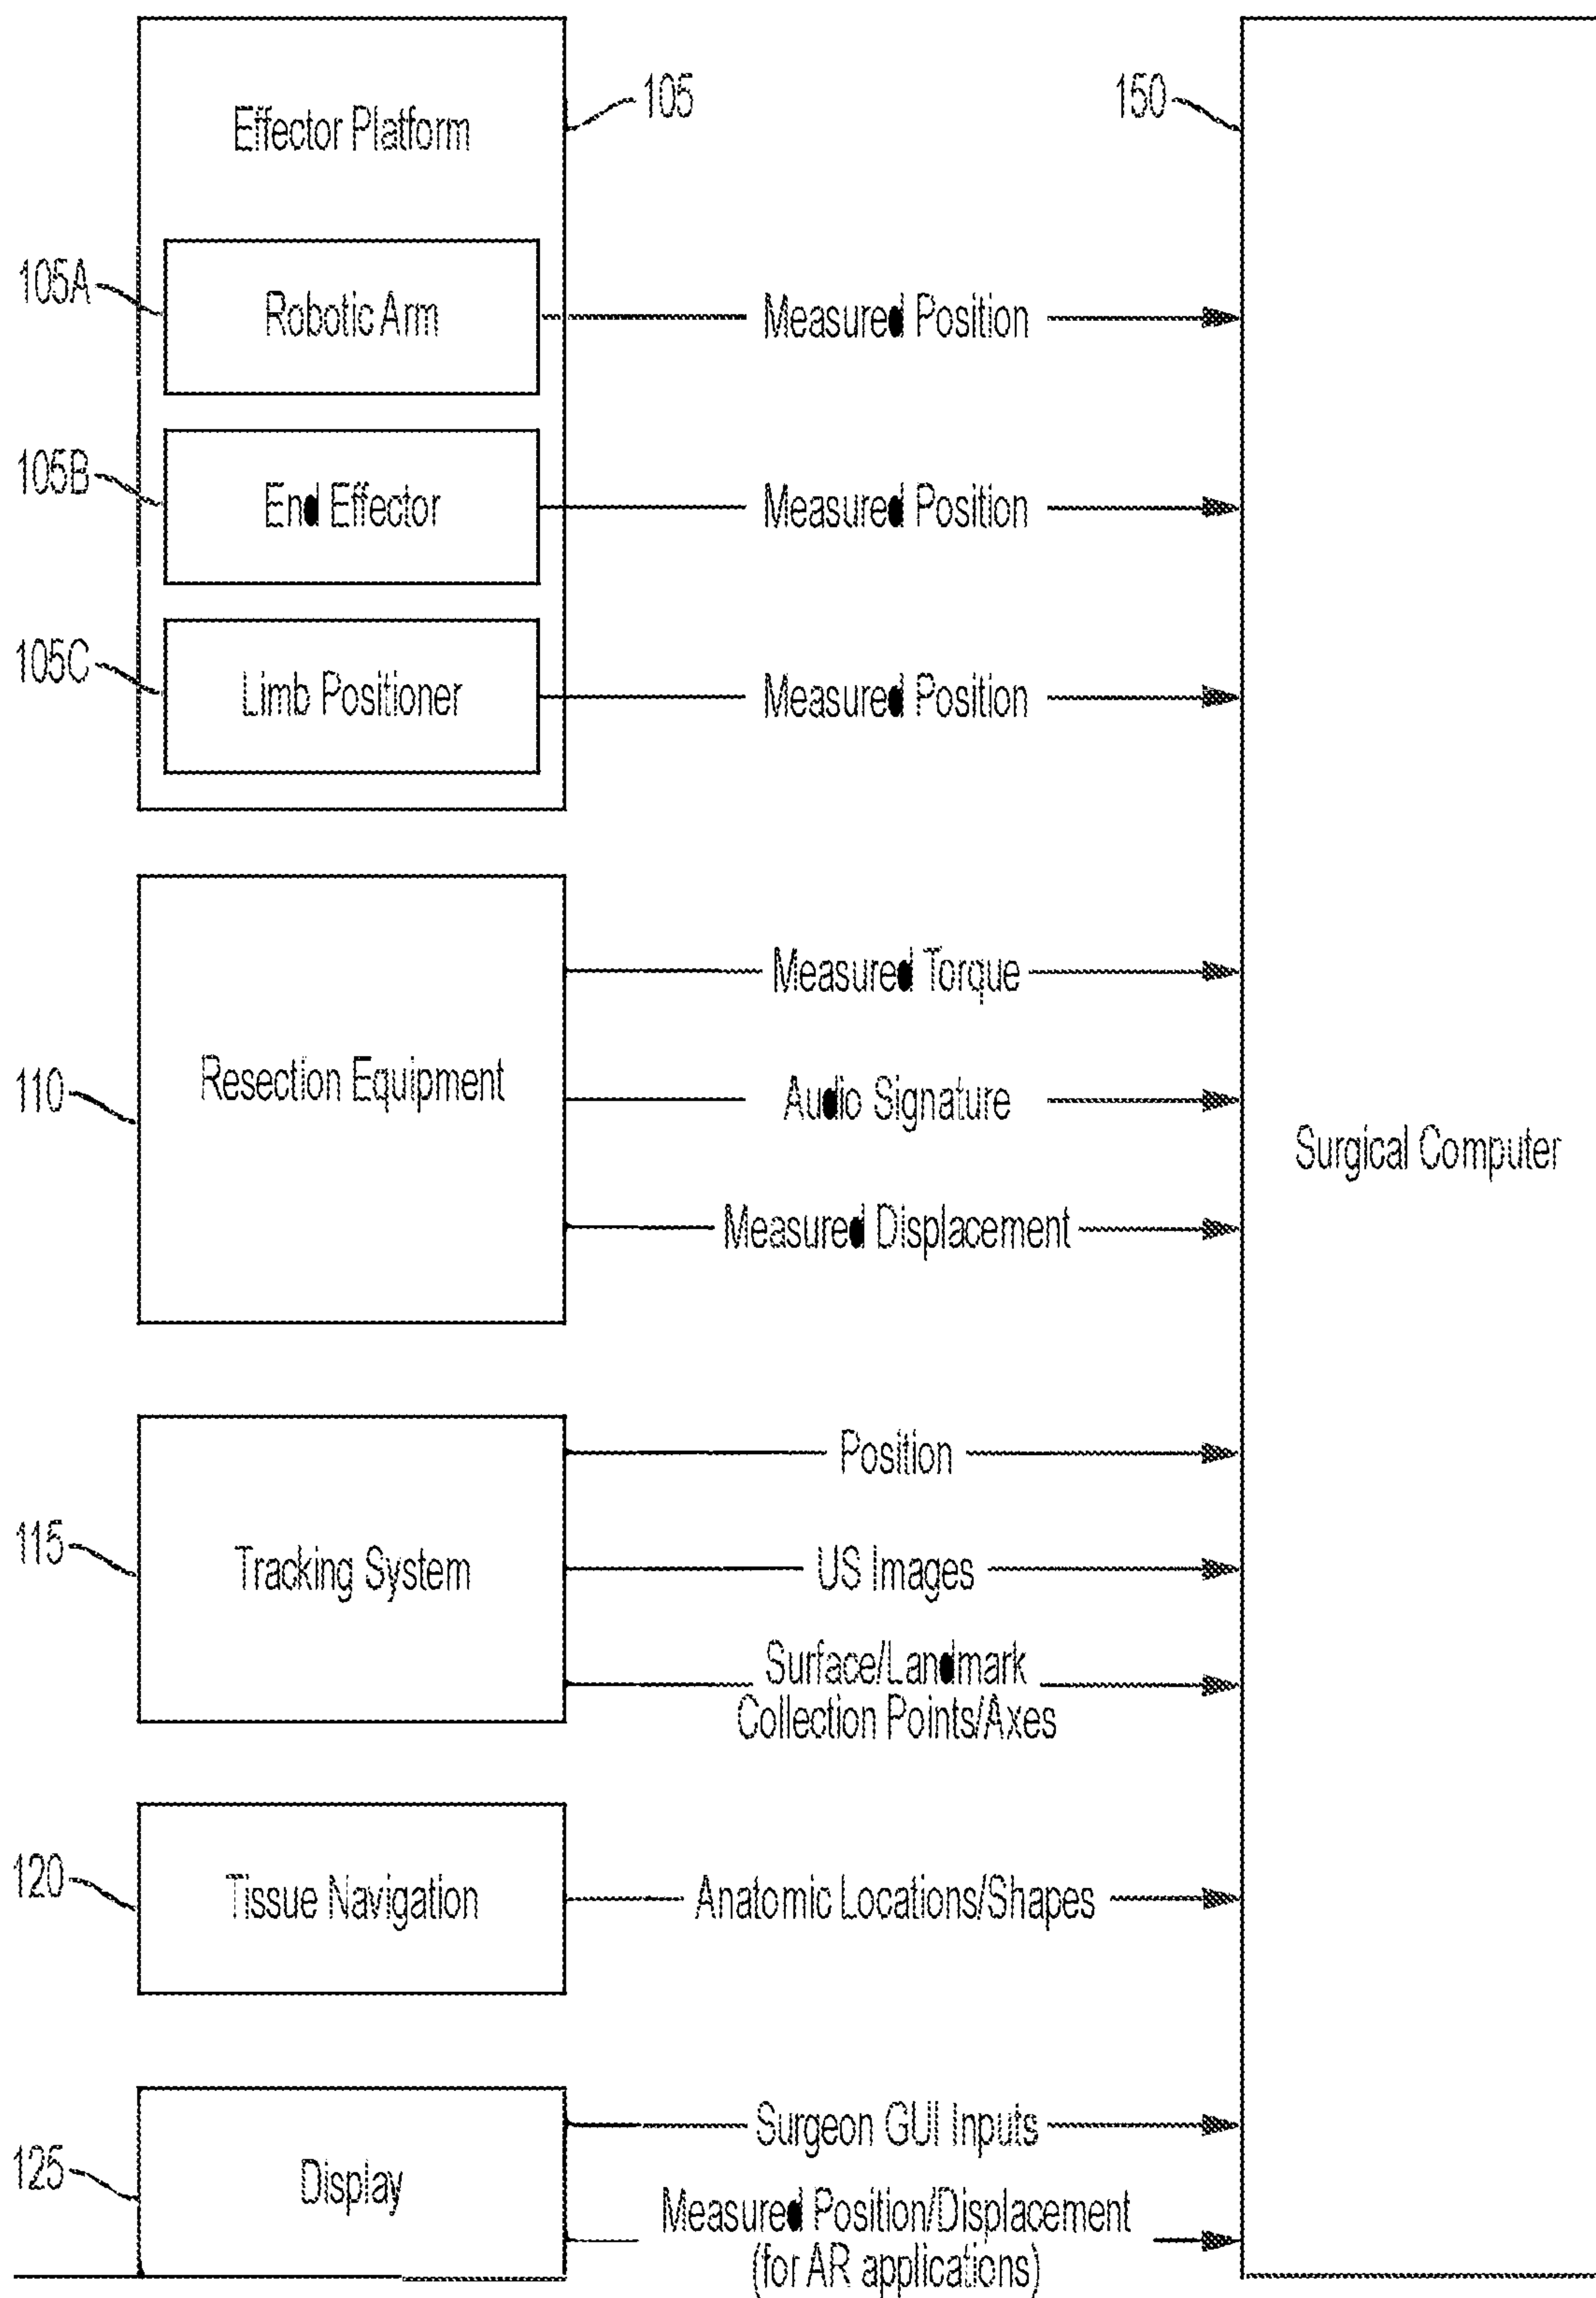 Effector Platform
105
150
105A
Robotic Arm
Measured Position
105B
End Effector
Measured Position
105C
Limb Positioner
Measured Position
Measured Torque
110
Resection Equipment
Audio Signature
Surgical Computer
Measured Displacement
Position
115
Tracking System
US Images
Surface/Landmark
Collection Points/Axes
120
Tissue Navigation
Anatomic Locations/Shapes
Surgeon GUI Inputs
125
Display
Measured Position/Displacement
(for AR applications)